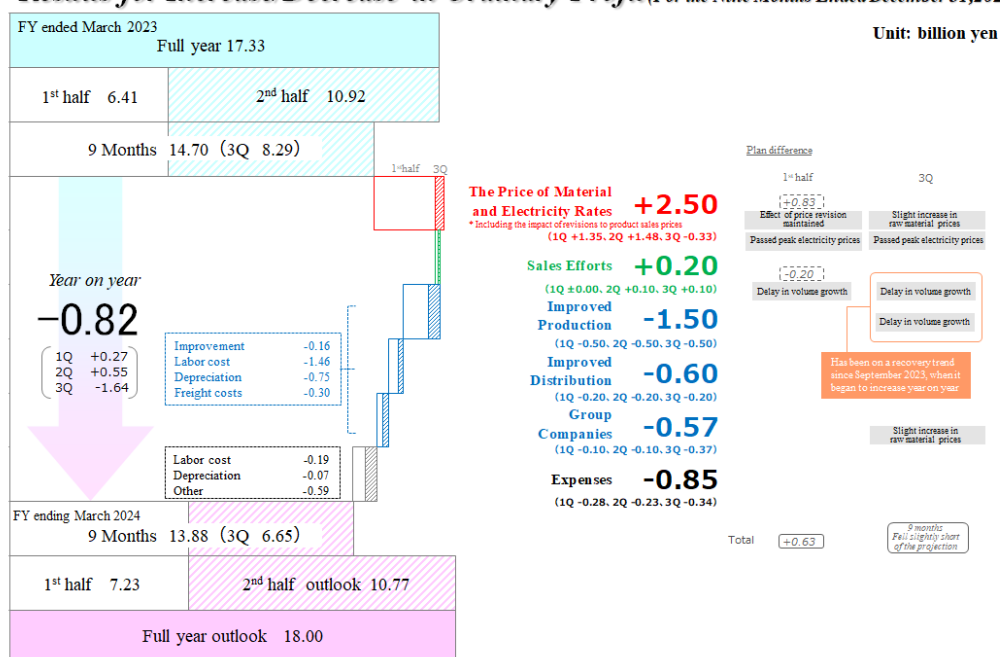 FY ended March 2023
Full year 17.33
Unit: billion yen
1st half 6.41
2nd half 10.92
9 Months 14.70（3Q 8.29）
1st half 3Q
Plan difference
1st half 3Q
The Price of Material
and Electricity Rates
+2.50
* Including the impact of revisions to product sales prices
(1Q +1.35、2Q +1.48、3Q -0.33)
+0.83
Effect of price revision
maintained
Slight increase in
raw material prices
Passed peak electricity prices
Passed peak electricity prices
Sales Efforts +0.20
(1Q ±0.00、2Q +0.10、3Q +0.10)
-0.20
Delay in volume growth
Delay in volume growth
Delay in volume growth
Has been on a recovery trend
since September 2023, when it
began to increase year on year
Year on year
−0.82
1Q +0.27
2Q +0.55
3Q -1.64
Improvement -0.16
Labor cost -1.46
Depreciation -0.75
Freight costs -0.30
Improved
Production
-1.50
(1Q -0.50、2Q -0.50、3Q -0.50)
Improved
Distribution
-0.60
(1Q -0.20、2Q -0.20、3Q -0.20)
Group
Companies
-0.57
(1Q -0.10、2Q -0.10、3Q -0.37)
Slight increase in
raw material prices
Labor cost -0.19
Depreciation -0.07
Other -0.59
Expenses -0.85
(1Q -0.28、2Q -0.23、3Q -0.34)
FY ending March 2024
9 Months 13.88（3Q 6.65）
Total +0.63
9 months
Fell slightly short
of the projection
1st half 7.23
2nd half outlook 10.77
Full year outlook 18.00